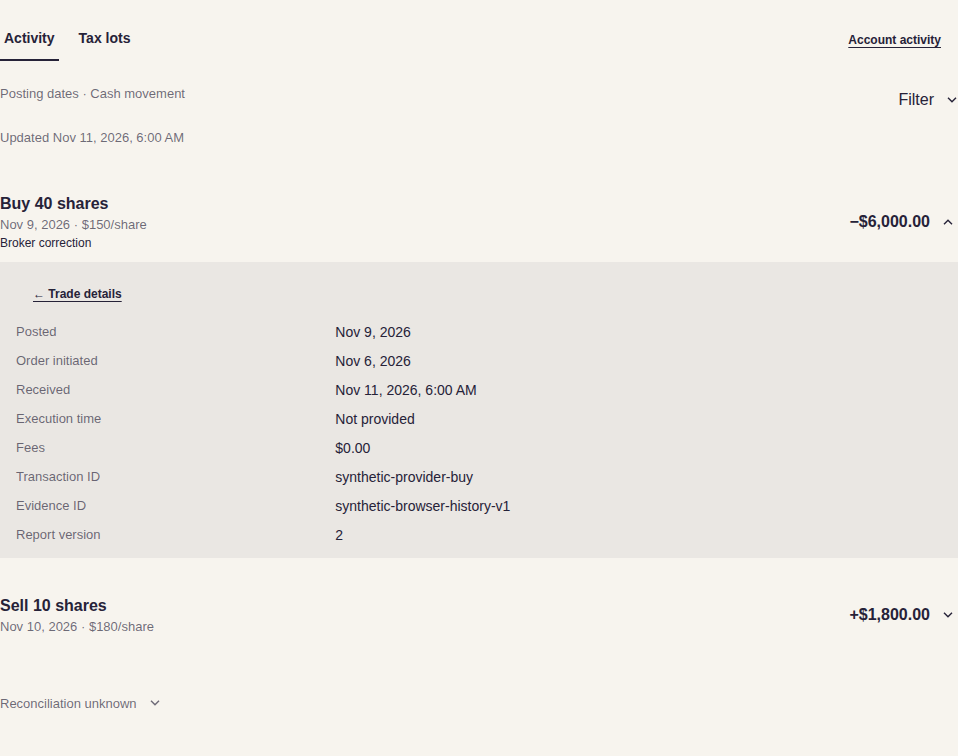 Activity Tax lots Account activity
Posting dates · Cash movement
Filter
Updated Nov 11, 2026, 6:00 AM
Buy 40 shares
Nov 9, 2026 · $150/share
−$6,000.00
Broker correction
← Trade details
Posted Nov 9, 2026
Order initiated Nov 6, 2026
Received Nov 11, 2026, 6:00 AM
Execution time Not provided
Fees $0.00
Transaction ID synthetic-provider-buy
Evidence ID synthetic-browser-history-v1
Report version 2
Sell 10 shares
+$1,800.00
Nov 10, 2026 · $180/share
Reconciliation unknown